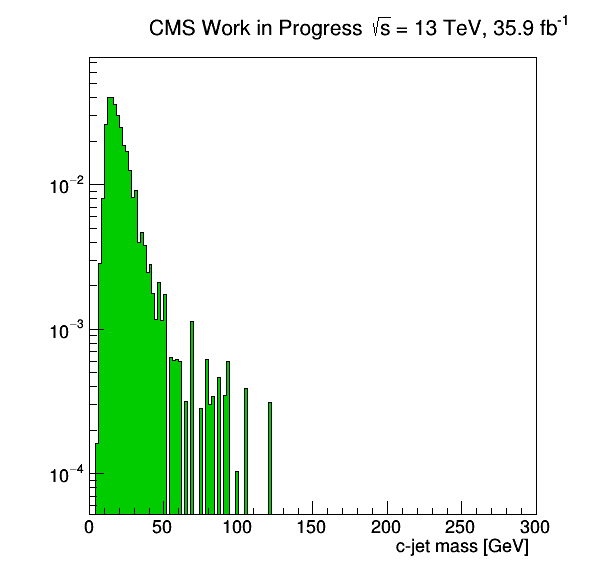 CMS Work in Progress √s = 13 TeV, 35.9 fb⁻¹
10⁻²
10⁻³
10⁻⁴
0 50 100 150 200 250 300
c-jet mass [GeV]